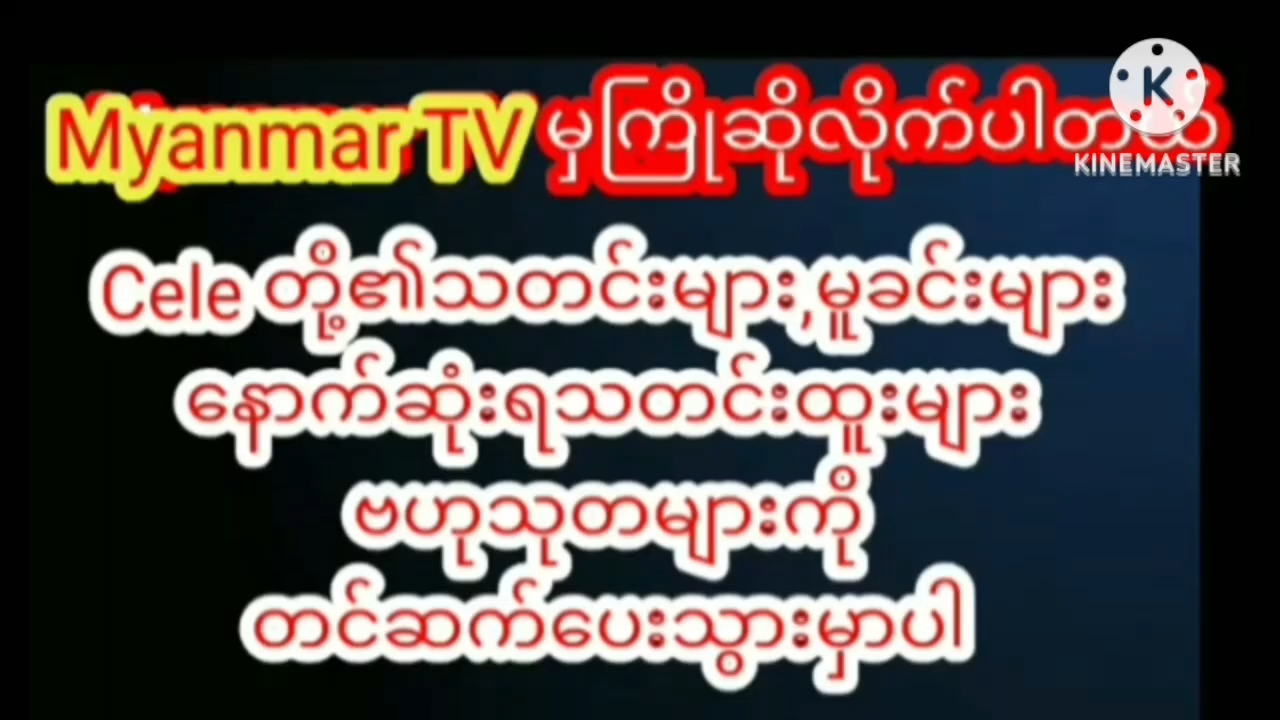 Myanmar TV မှကြိုဆိုလိုက်ပါတယ်
K
KINEMASTER
Cele တို့၏သတင်းများ,မူခင်းများ
နောက်ဆုံးရသတင်းထူးများ
ဗဟုသုတများကို
တင်ဆက်ပေးသွားမှာပါ